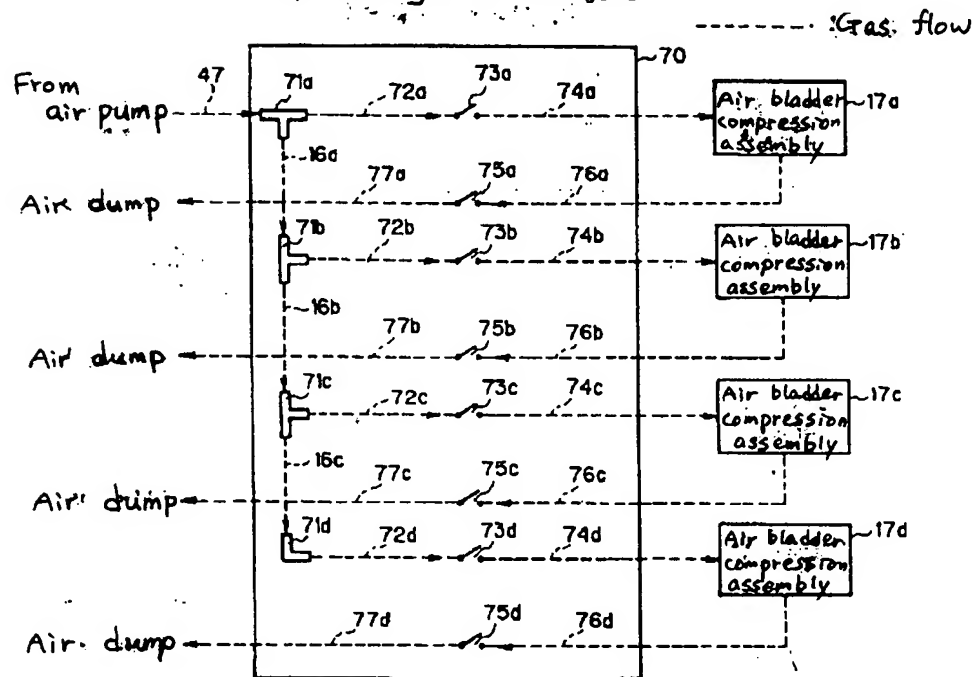 : Gas flow
70
From air pump
47
71a
72a
73a
74a
Air bladder compression assembly
17a
16a
77a
75a
76a
Air dump
71b
72b
73b
74b
Air bladder compression assembly
17b
16b
77b
75b
76b
Air dump
71c
72c
73c
74c
Air bladder compression assembly
17c
16c
77c
75c
76c
Air dump
71d
72d
73d
74d
Air bladder compression assembly
17d
77d
75d
76d
Air dump